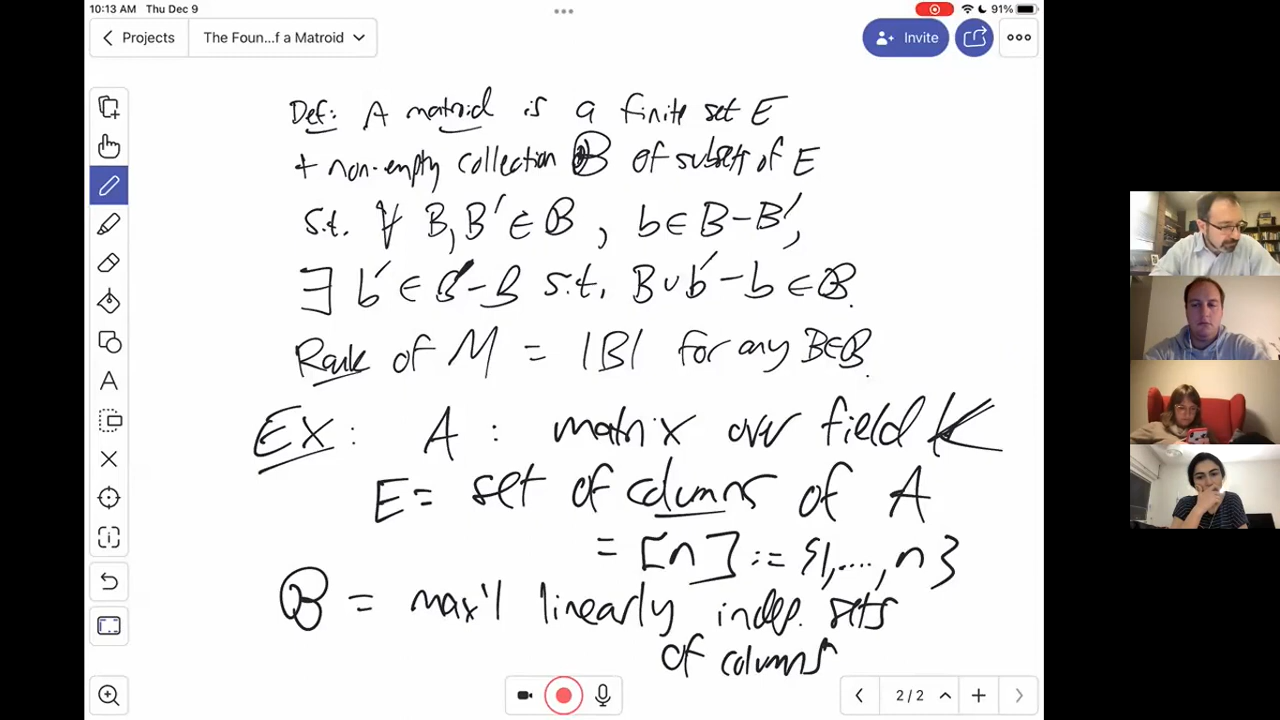 10:13 AM Thu Dec 9
91%
Projects
The Foun...f a Matroid
Invite
Def: A matroid is a finite set E
+ non-empty collection B of subsets of E
s.t. ∀ B, B' ∈ B, b ∈ B - B',
∃ b' ∈ B' - B s.t. B ∪ b' - b ∈ B.
Rank of M = |B| for any B ∈ B.
EX: A: matrix over field K
E = set of columns of A
= [n] := {1,...,n}
B = max'l linearly indep. sets
of columns
A
2 / 2